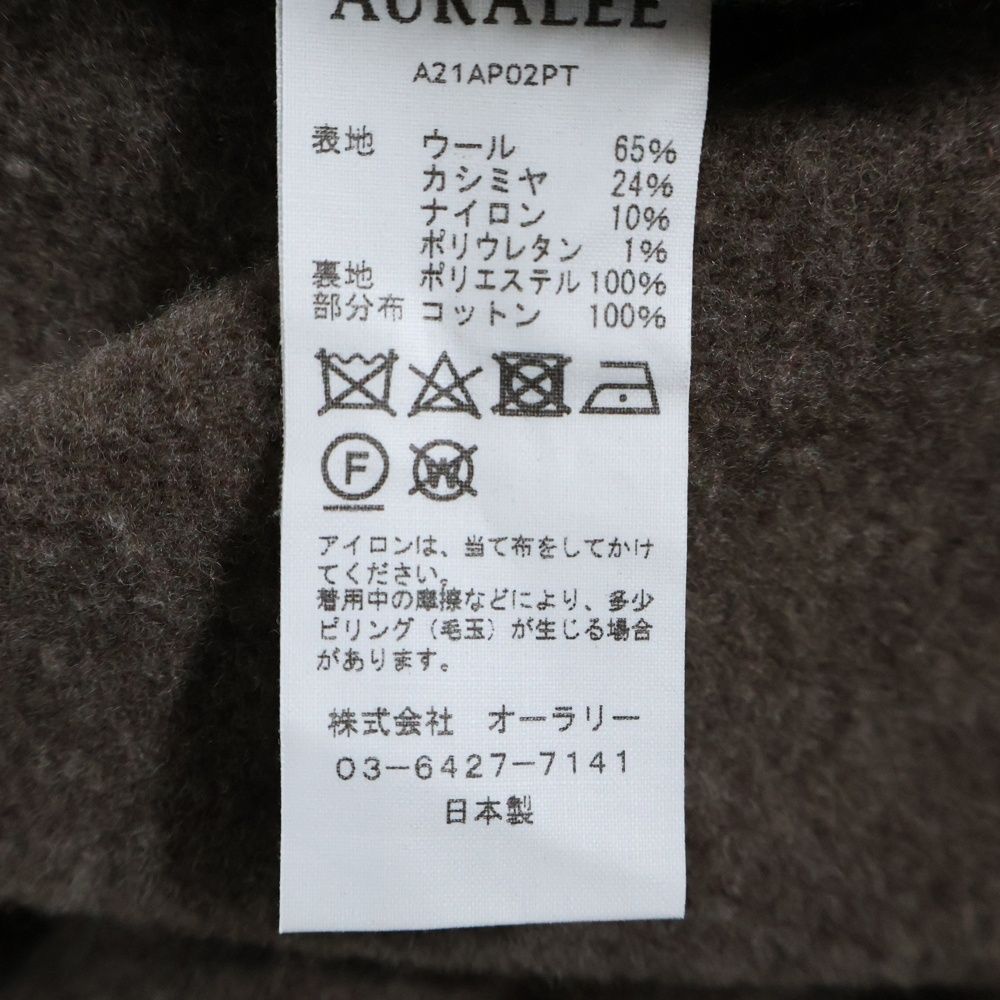 AURALEE
A21AP02PT
表地 ウール 65%
カシミヤ 24%
ナイロン 10%
ポリウレタン 1%
裏地 ポリエステル 100%
部分布 コットン 100%
F W
アイロンは、当て布をしてかけ
てください。
着用中の摩擦などにより、多少
ピリング(毛玉)が生じる場合
があります。
株式会社 オーラリー
03-6427-7141
日本製